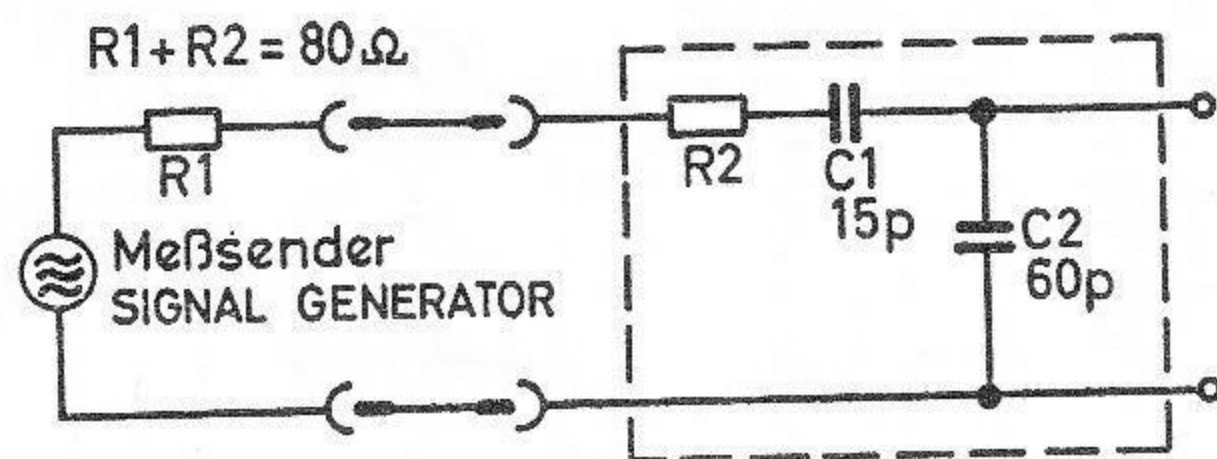 R1+R2 = 80Ω
R1
R2
C1
15p
C2
60p
Meßsender
SIGNAL GENERATOR